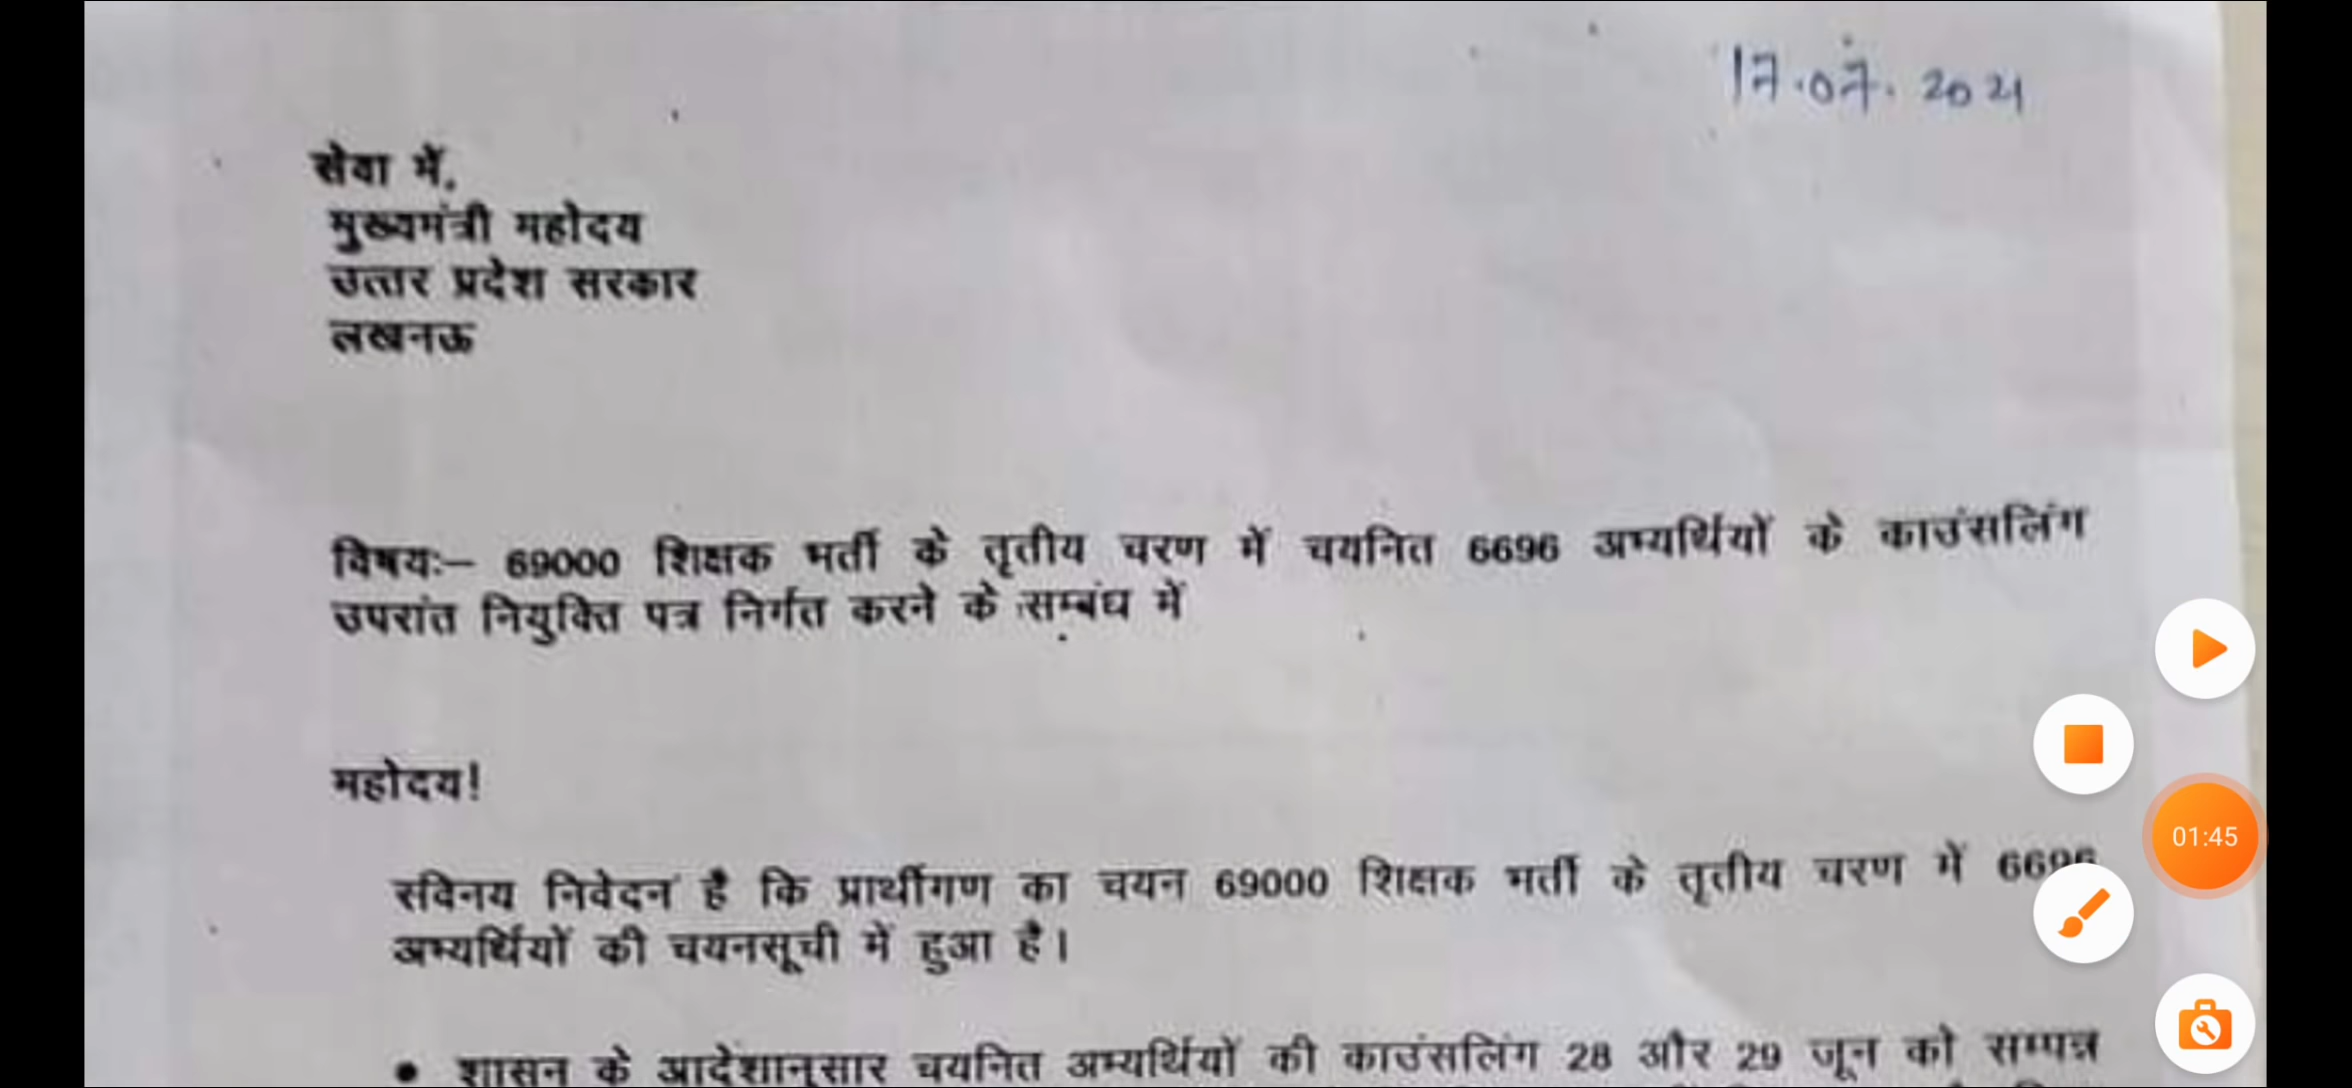 17.07.2021
सेवा में,
मुख्यमंत्री महोदय
उत्तर प्रदेश सरकार
लखनऊ
विषयः– 69000 शिक्षक भर्ती के तृतीय चरण में चयनित 6696 अभ्यर्थियों के काउंसलिंग
उपरांत नियुक्ति पत्र निर्गत करने के सम्बंध में
महोदय!
सविनय निवेदन है कि प्रार्थीगण का चयन 69000 शिक्षक भर्ती के तृतीय चरण में 6696
अभ्यर्थियों की चयनसूची में हुआ है।
• शासन के आदेशानुसार चयनित अभ्यर्थियों की काउंसलिंग 28 और 29 जून को सम्पन्न
01:45